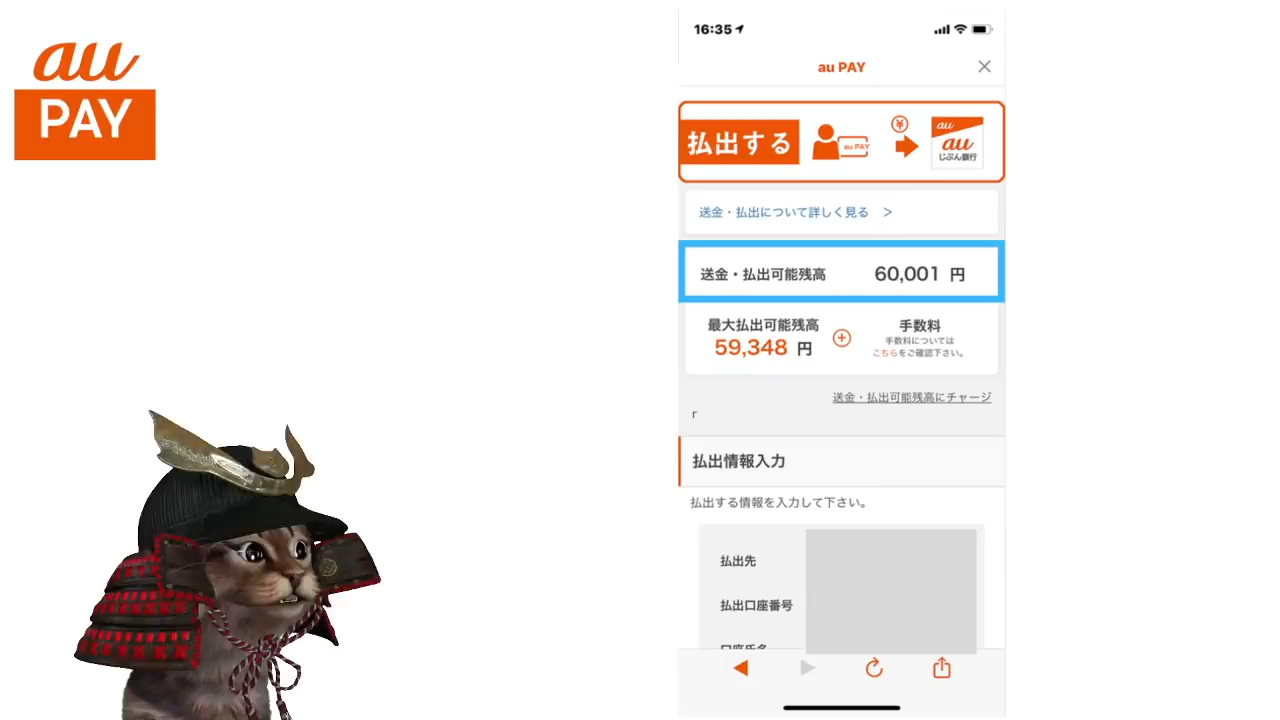 au
PAY
16:35
au PAY
払出する
au PAY
¥
au
au
じぶん銀行
送金・払出について詳しく見る >
送金・払出可能残高 60,001 円
最大払出可能残高
59,348 円
手数料
手数料については
こちらをご確認下さい。
送金・払出可能残高にチャージ
r
払出情報入力
払出する情報を入力して下さい。
払出先
払出口座番号
口座氏名